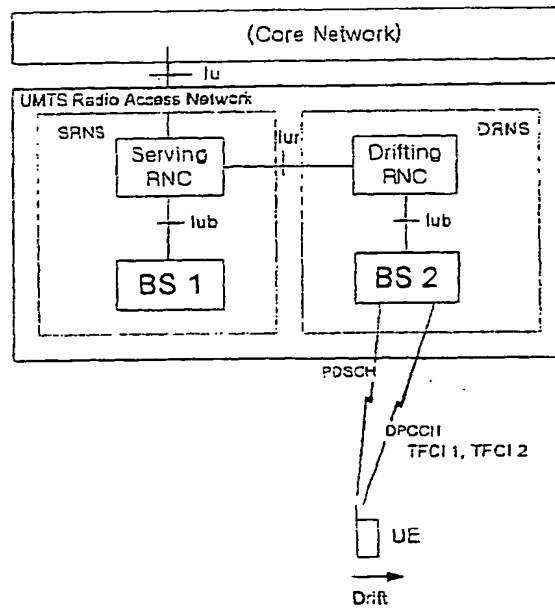 (Core Network)
Iu
UMTS Radio Access Network
SRNS
DRNS
Iur
Serving
RNC
Drifting
RNC
Iub
Iub
BS 1
BS 2
PDSCH
DPCCH
TFCI 1, TFCI 2
UE
Drift